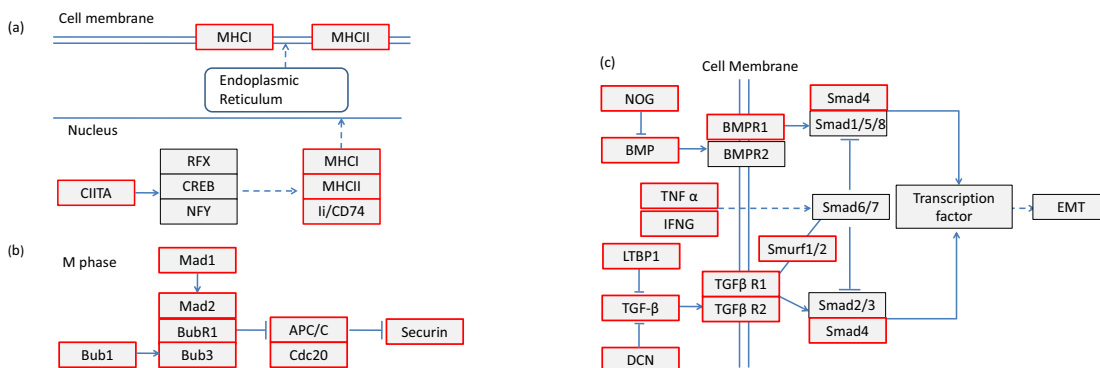 (a)
Cell membrane
MHCI
MHCII
Endoplasmic
Reticulum
Nucleus
CIITA
RFX
CREB
NFY
MHCI
MHCII
Ii/CD74
(b)
M phase
Mad1
Mad2
BubR1
Bub3
Bub1
APC/C
Cdc20
Securin
(c)
Cell Membrane
NOG
BMP
BMPR1
BMPR2
Smad4
Smad1/5/8
TNF α
IFNG
Smad6/7
Transcription
factor
EMT
Smurf1/2
LTBP1
TGF-β
DCN
TGFβ R1
TGFβ R2
Smad2/3
Smad4